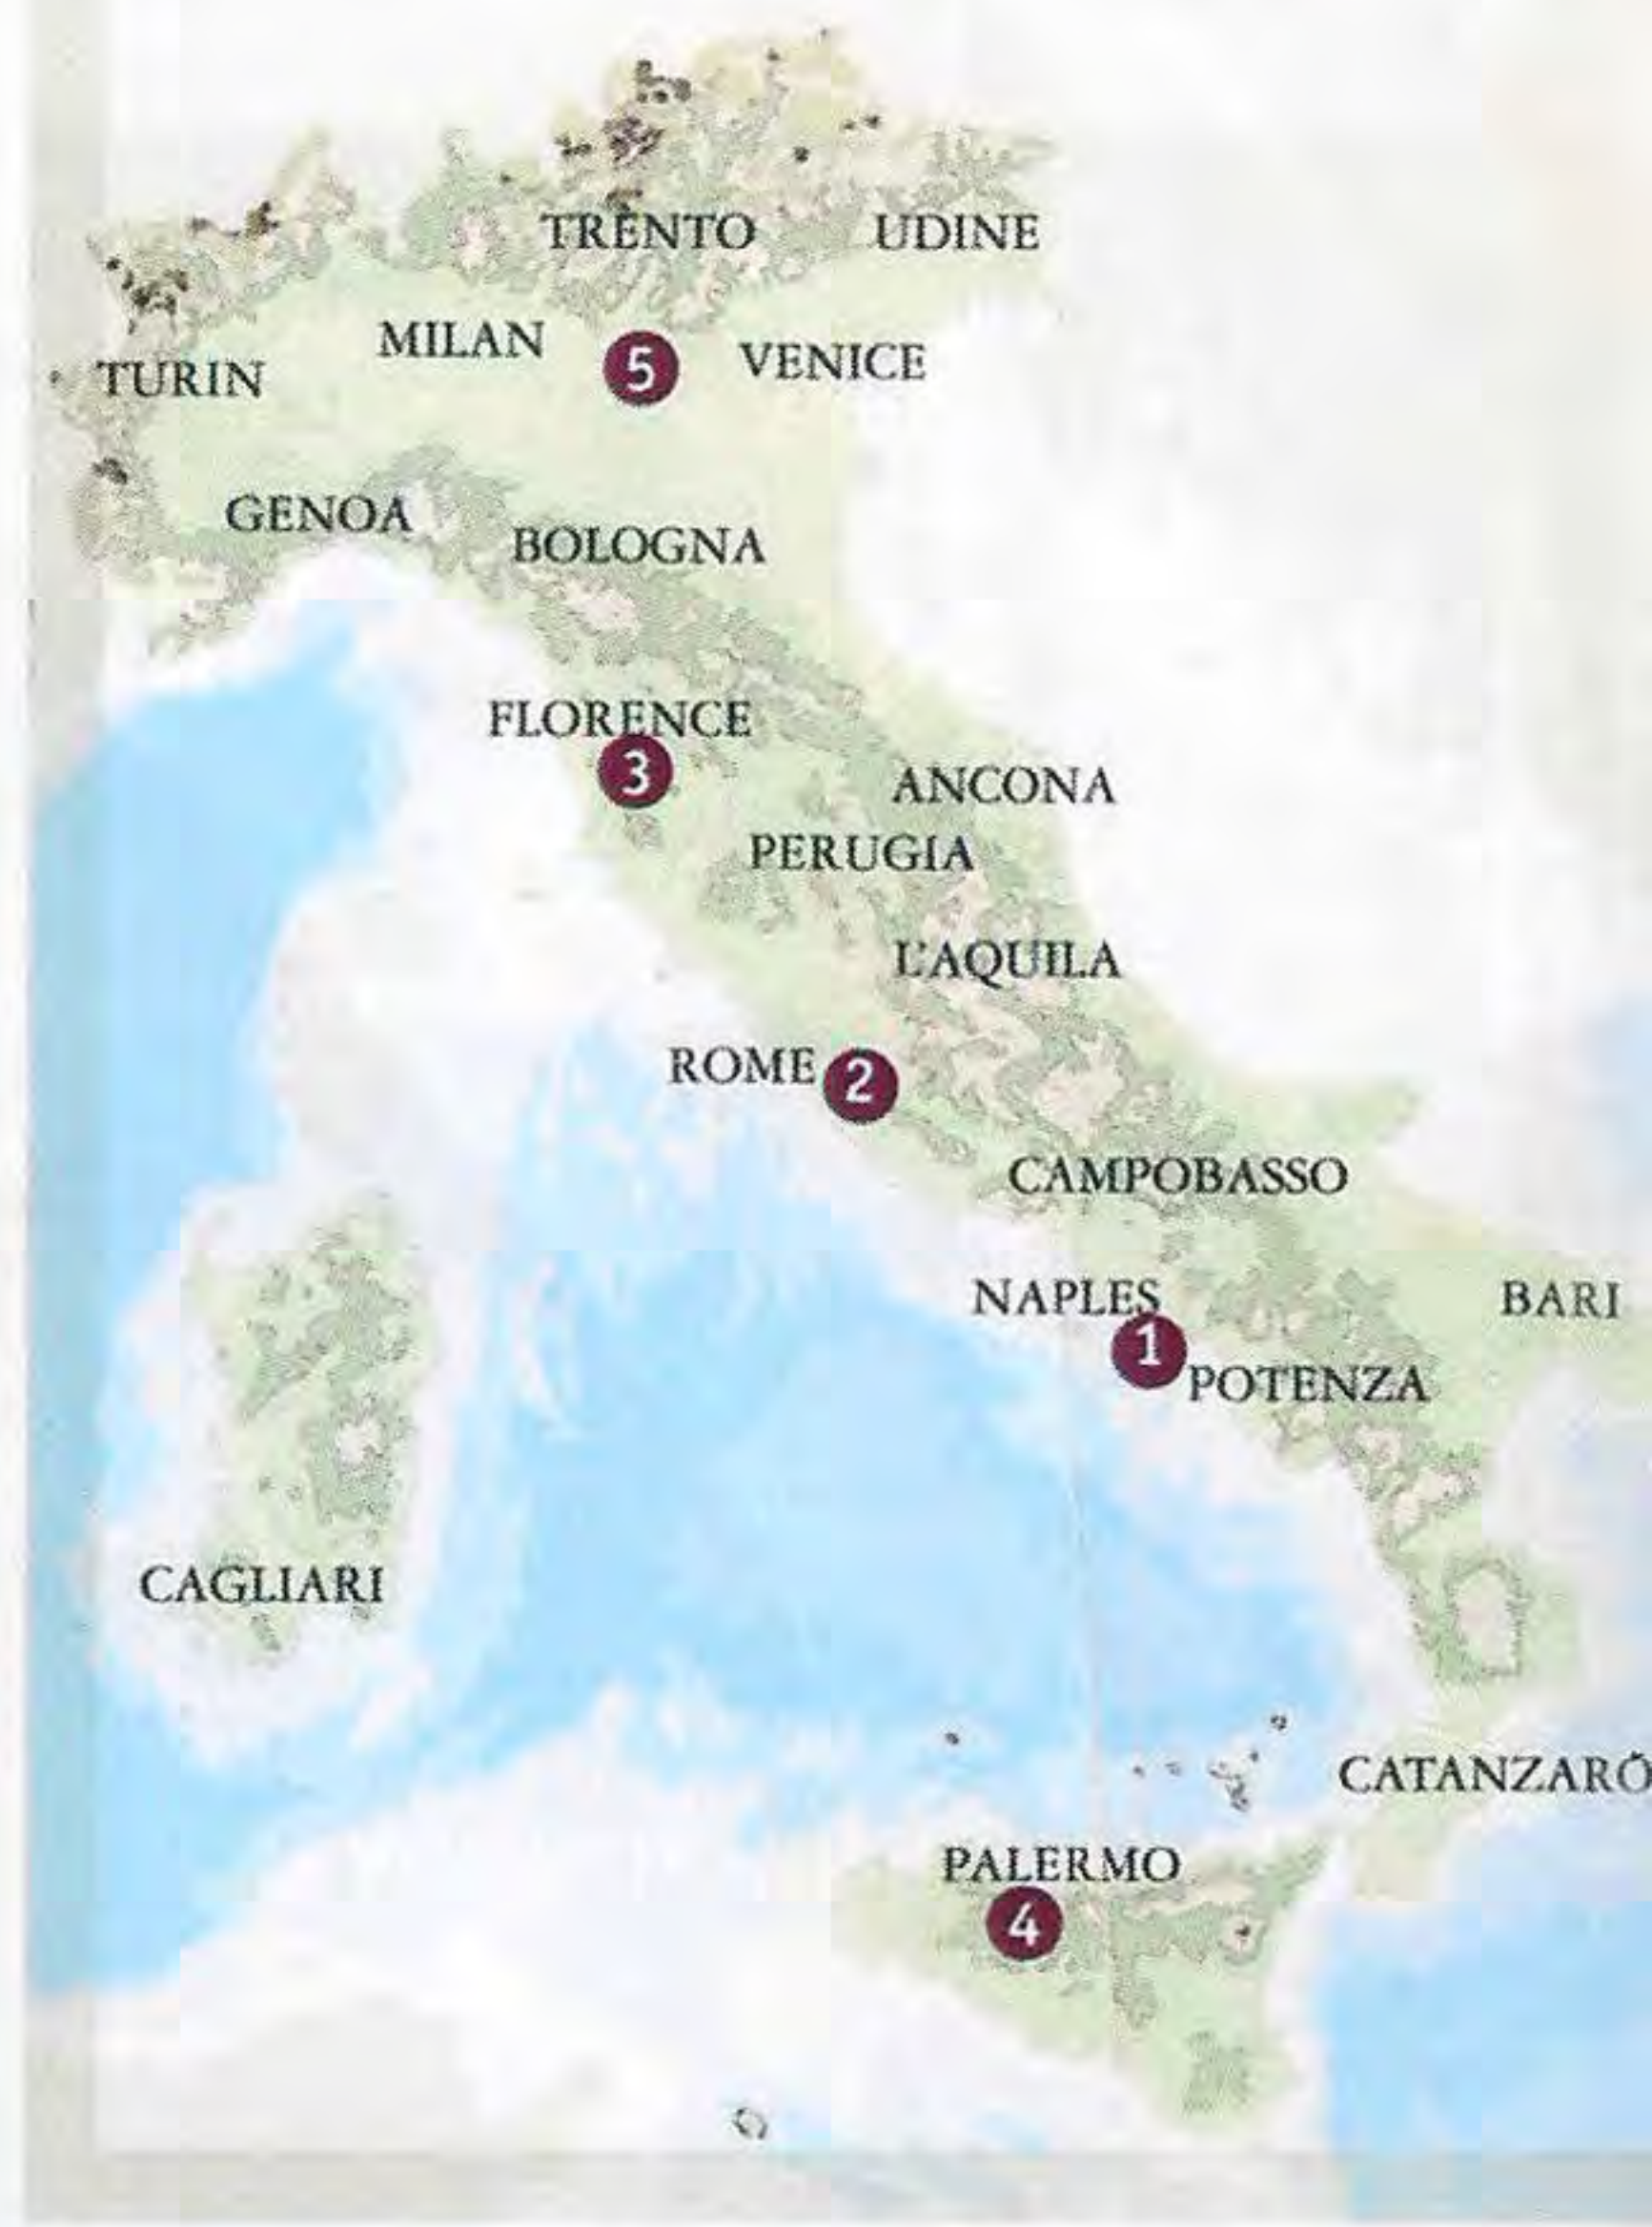 TRENTO
UDINE
MILAN
5
VENICE
TURIN
GENOA
BOLOGNA
FLORENCE
3
ANCONA
PERUGIA
L'AQUILA
ROME
2
CAMPOBASSO
NAPLES
BARI
1
POTENZA
CAGLIARI
CATANZARO
PALERMO
4